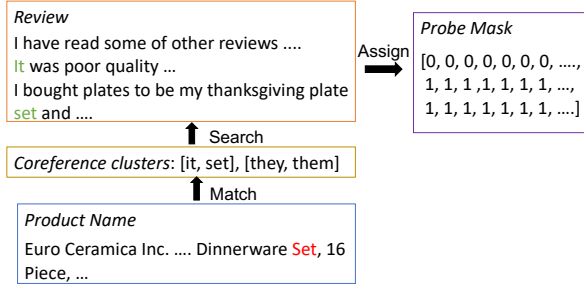 Review
I have read some of other reviews ....
It was poor quality ...
I bought plates to be my thanksgiving plate
set and ....
Assign
Probe Mask
[0, 0, 0, 0, 0, 0, 0, ....,
1, 1, 1 ,1, 1, 1, 1, ...,
1, 1, 1, 1, 1, 1, 1, ....]
Search
Coreference clusters: [it, set], [they, them]
Match
Product Name
Euro Ceramica Inc. .... Dinnerware Set, 16
Piece, ...